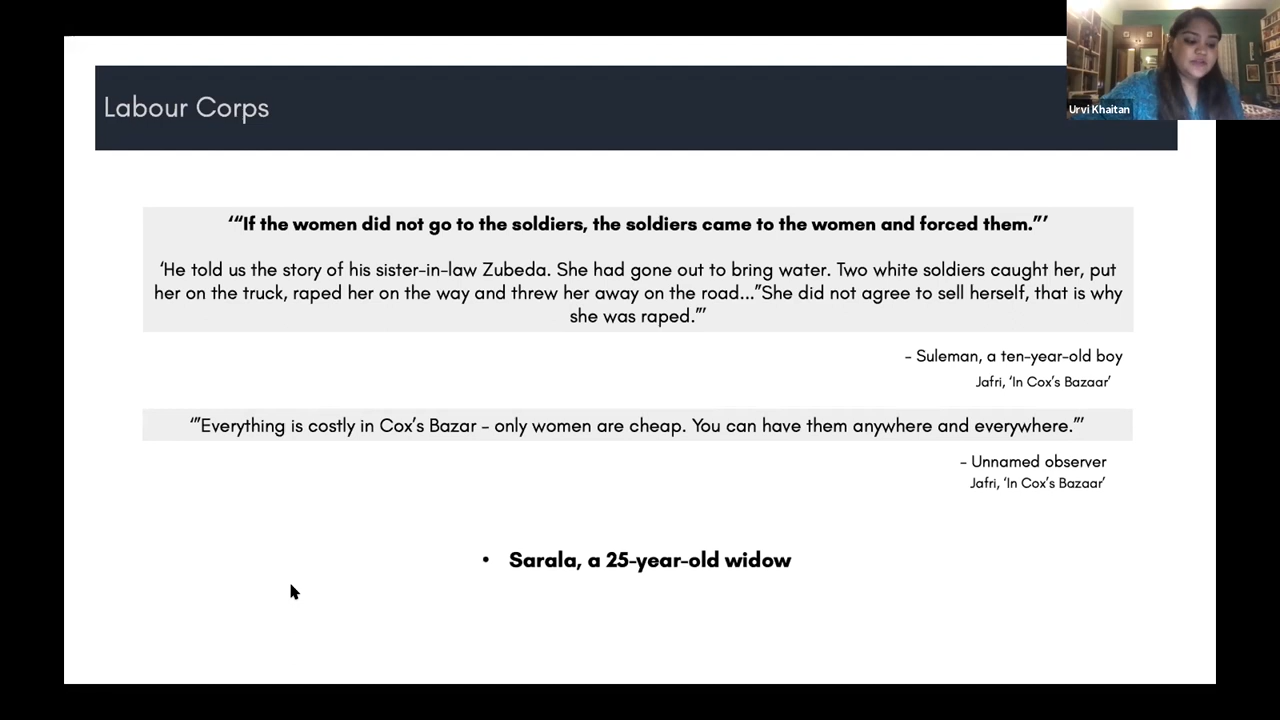 Labour Corps
Urvi Khaitan
‘“If the women did not go to the soldiers, the soldiers came to the women and forced them.”’
‘He told us the story of his sister-in-law Zubeda. She had gone out to bring water. Two white soldiers caught her, put
her on the truck, raped her on the way and threw her away on the road...”She did not agree to sell herself, that is why
she was raped.”’
– Suleman, a ten-year-old boy
Jafri, ‘In Cox’s Bazaar’
‘”Everything is costly in Cox’s Bazar – only women are cheap. You can have them anywhere and everywhere.”’
– Unnamed observer
Jafri, ‘In Cox’s Bazaar’
• Sarala, a 25-year-old widow